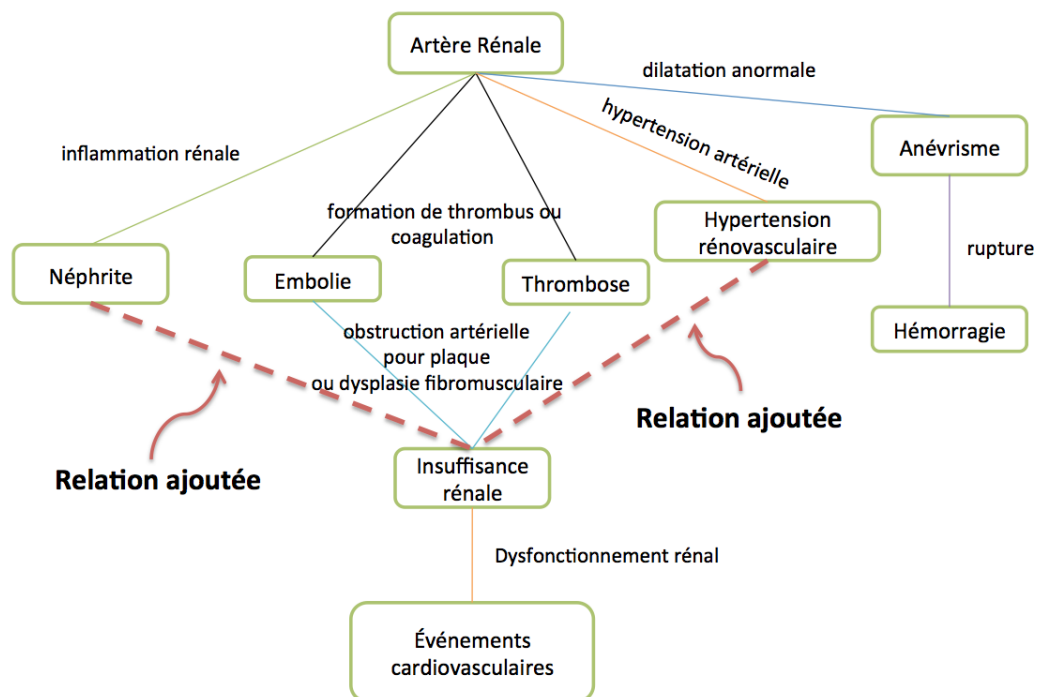 Artère Rénale
dilatation anormale
hypertension artérielle
Anévrisme
inflammation rénale
formation de thrombus ou
coagulation
Hypertension
rénovasculaire
rupture
Néphrite
Embolie
Thrombose
Hémorragie
obstruction artérielle
pour plaque
ou dysplasie fibromusculaire
Relation ajoutée
Relation ajoutée
Insuffisance
rénale
Dysfonctionnement rénal
Événements
cardiovasculaires